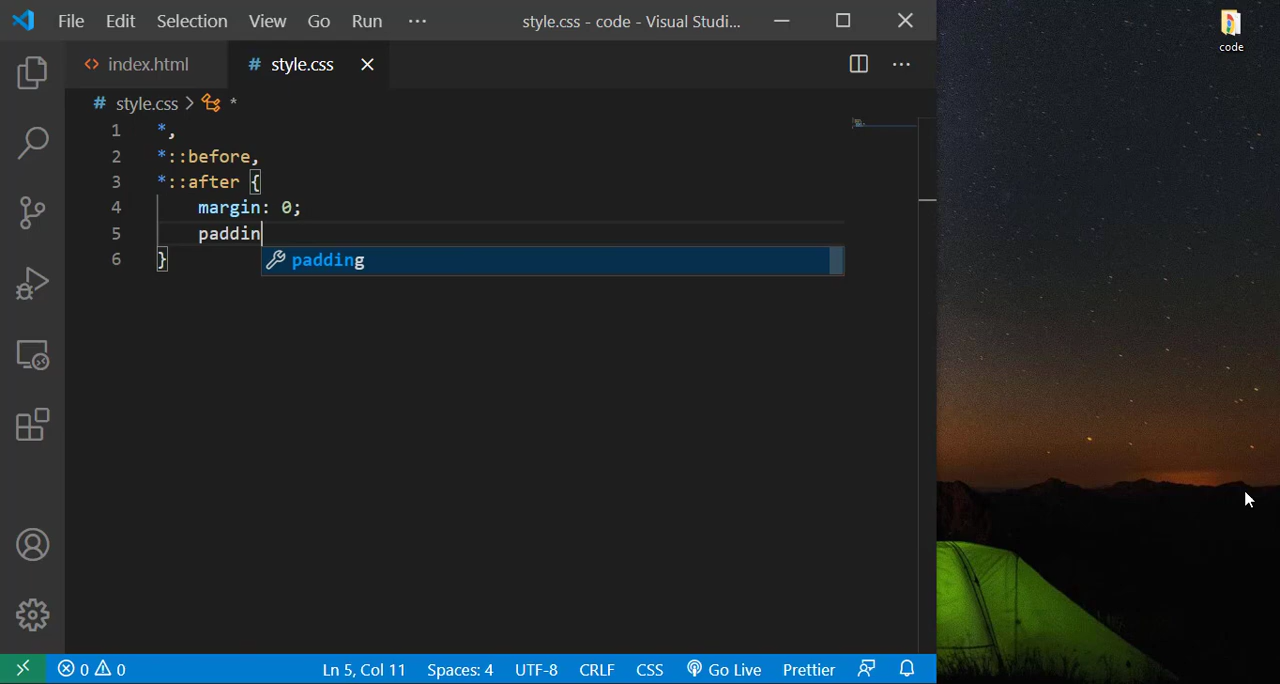 File Edit Selection View Go Run ··· style.css - code - Visual Studi...
code
<> index.html # style.css
# style.css > *
1 *,
2 *::before,
3 *::after {
4 margin: 0;
5 paddin
padding
6 }
0 0 Ln 5, Col 11 Spaces: 4 UTF-8 CRLF CSS Go Live Prettier